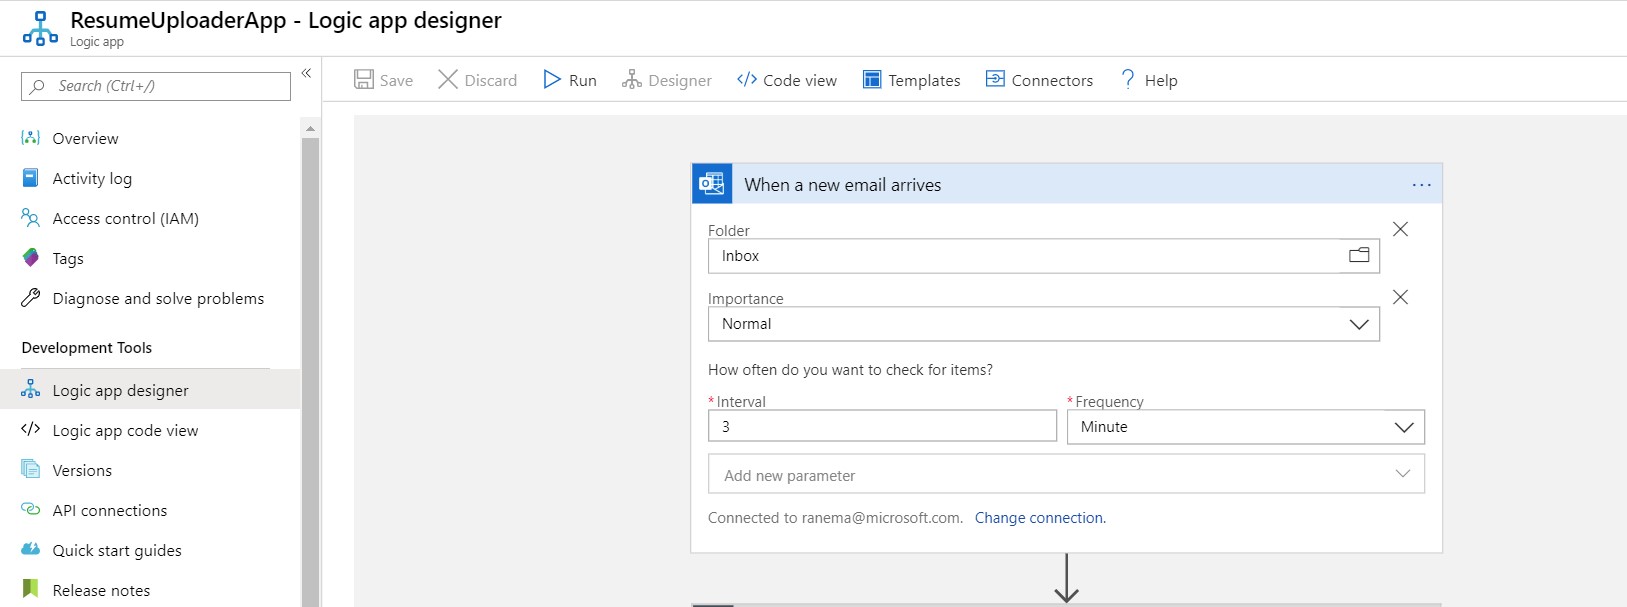 ResumeUploaderApp - Logic app designer
Logic app
Search (Ctrl+/)
«
Overview
Activity log
Access control (IAM)
Tags
Diagnose and solve problems
Development Tools
Logic app designer
Logic app code view
Versions
API connections
Quick start guides
Release notes
Save Discard Run Designer </> Code view Templates Connectors ? Help
When a new email arrives ...
Folder
Inbox
Importance
Normal
How often do you want to check for items?
* Interval * Frequency
3 Minute
Add new parameter
Connected to ranema@microsoft.com. Change connection.